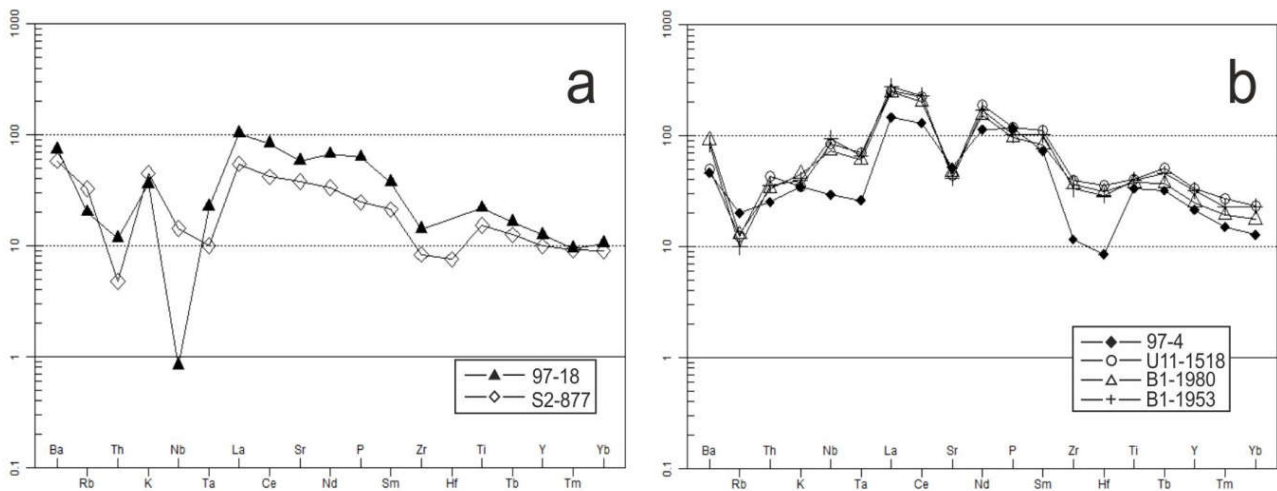 a
1000
100
10
1
0.1
97-18
S2-877
Ba Th K Nb La Sr P Zr Ti Y Yb
Rb K Ta Ce Nd Sm Hf Tb Tm
b
1000
100
10
1
0.1
97-4
U11-1518
B1-1980
B1-1953
Ba Th Nb La Sr P Zr Ti Y Yb
Rb K Ta Ce Nd Sm Hf Tb Tm